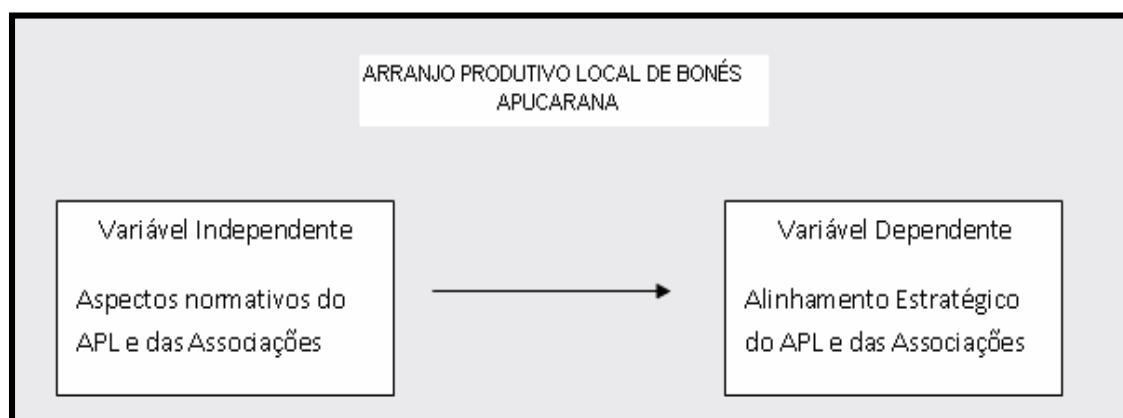 ARRANJO PRODUTIVO LOCAL DE BONÉS
APUCARANA
Variável Independente
Aspectos normativos do
APL e das Associações
Variável Dependente
Alinhamento Estratégico
do APL e das Associações